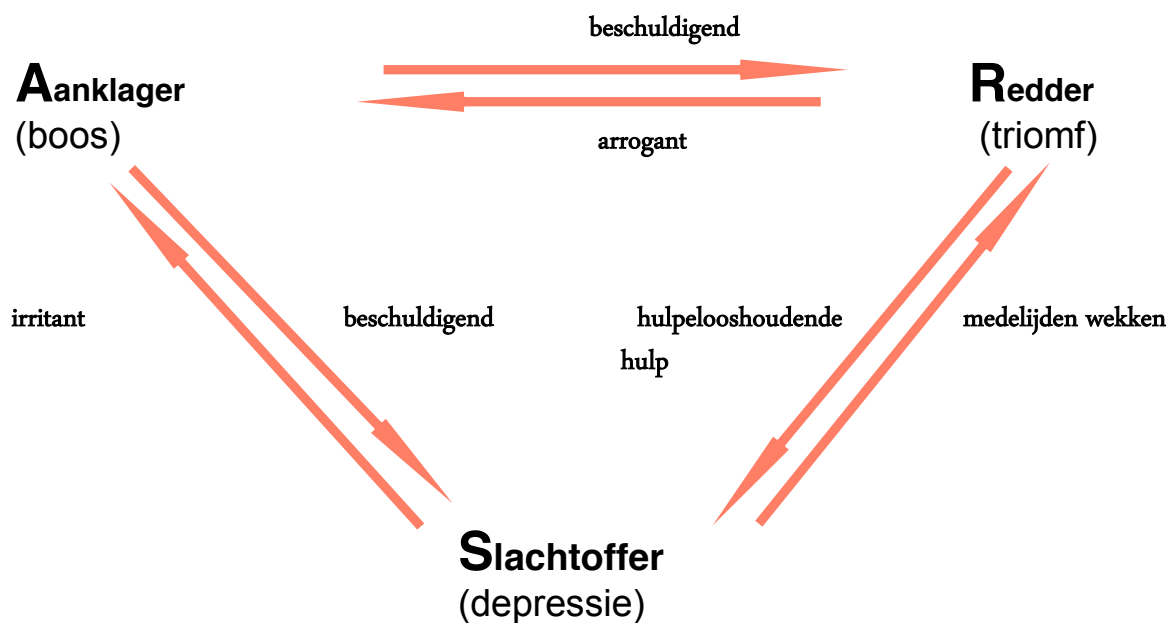 beschuldigend
Aanklager
(boos)
Redder
(triomf)
arrogant
irritant
beschuldigend
hulpelooshoudende
hulp
medelijden wekken
Slachtoffer
(depressie)